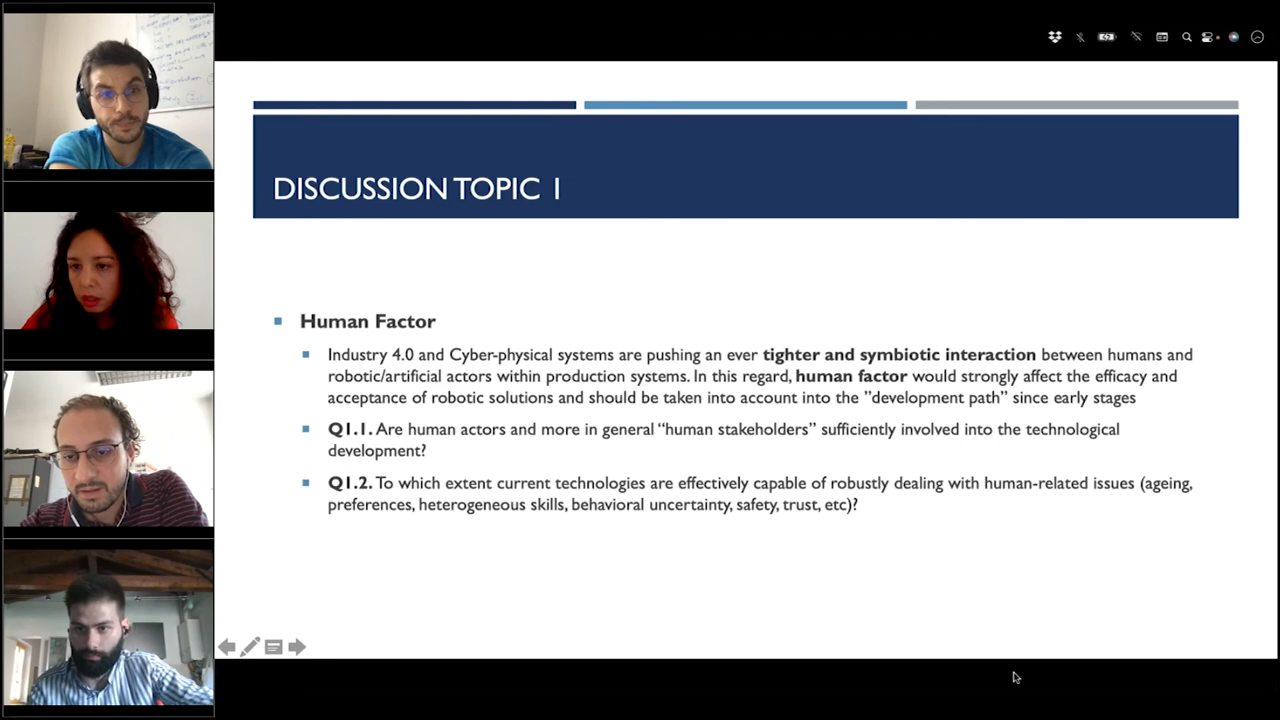 DISCUSSION TOPIC 1
Human Factor
Industry 4.0 and Cyber-physical systems are pushing an ever tighter and symbiotic interaction between humans and
robotic/artificial actors within production systems. In this regard, human factor would strongly affect the efficacy and
acceptance of robotic solutions and should be taken into account into the ”development path” since early stages
Q1.1. Are human actors and more in general “human stakeholders” sufficiently involved into the technological
development?
Q1.2. To which extent current technologies are effectively capable of robustly dealing with human-related issues (ageing,
preferences, heterogeneous skills, behavioral uncertainty, safety, trust, etc)?